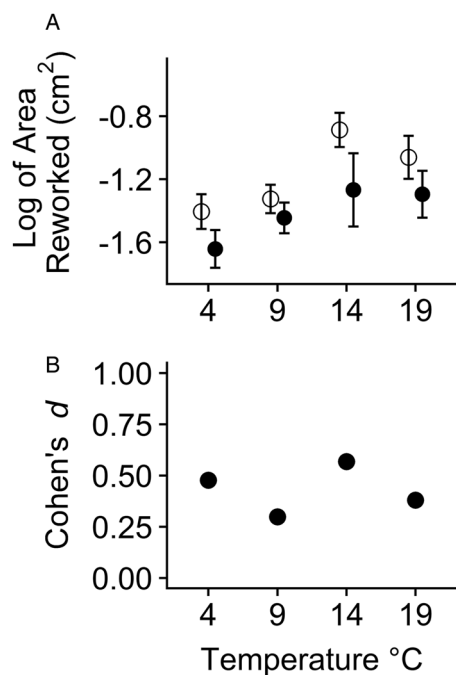 A
Log of Area
Reworked (cm²)
-0.8
-1.2
-1.6
4 9 14 19
B
Cohen's d
1.00
0.75
0.50
0.25
0.00
4 9 14 19
Temperature °C